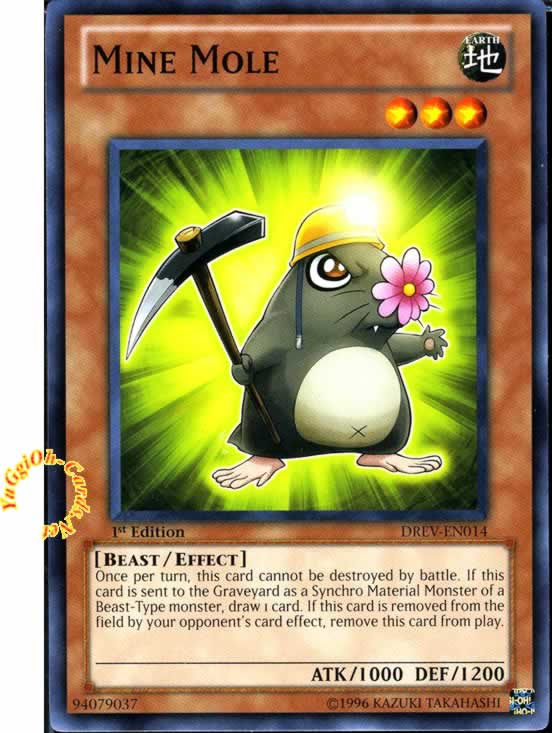 MINE MOLE
EARTH
地
1st Edition
DREV-EN014
[BEAST/EFFECT]
Once per turn, this card cannot be destroyed by battle. If this
card is sent to the Graveyard as a Synchro Material Monster of a
Beast-Type monster, draw 1 card. If this card is removed from the
field by your opponent's card effect, remove this card from play.
ATK/1000 DEF/1200
94079037
©1996 KAZUKI TAKAHASHI
YuGgiOh-Cards.Net